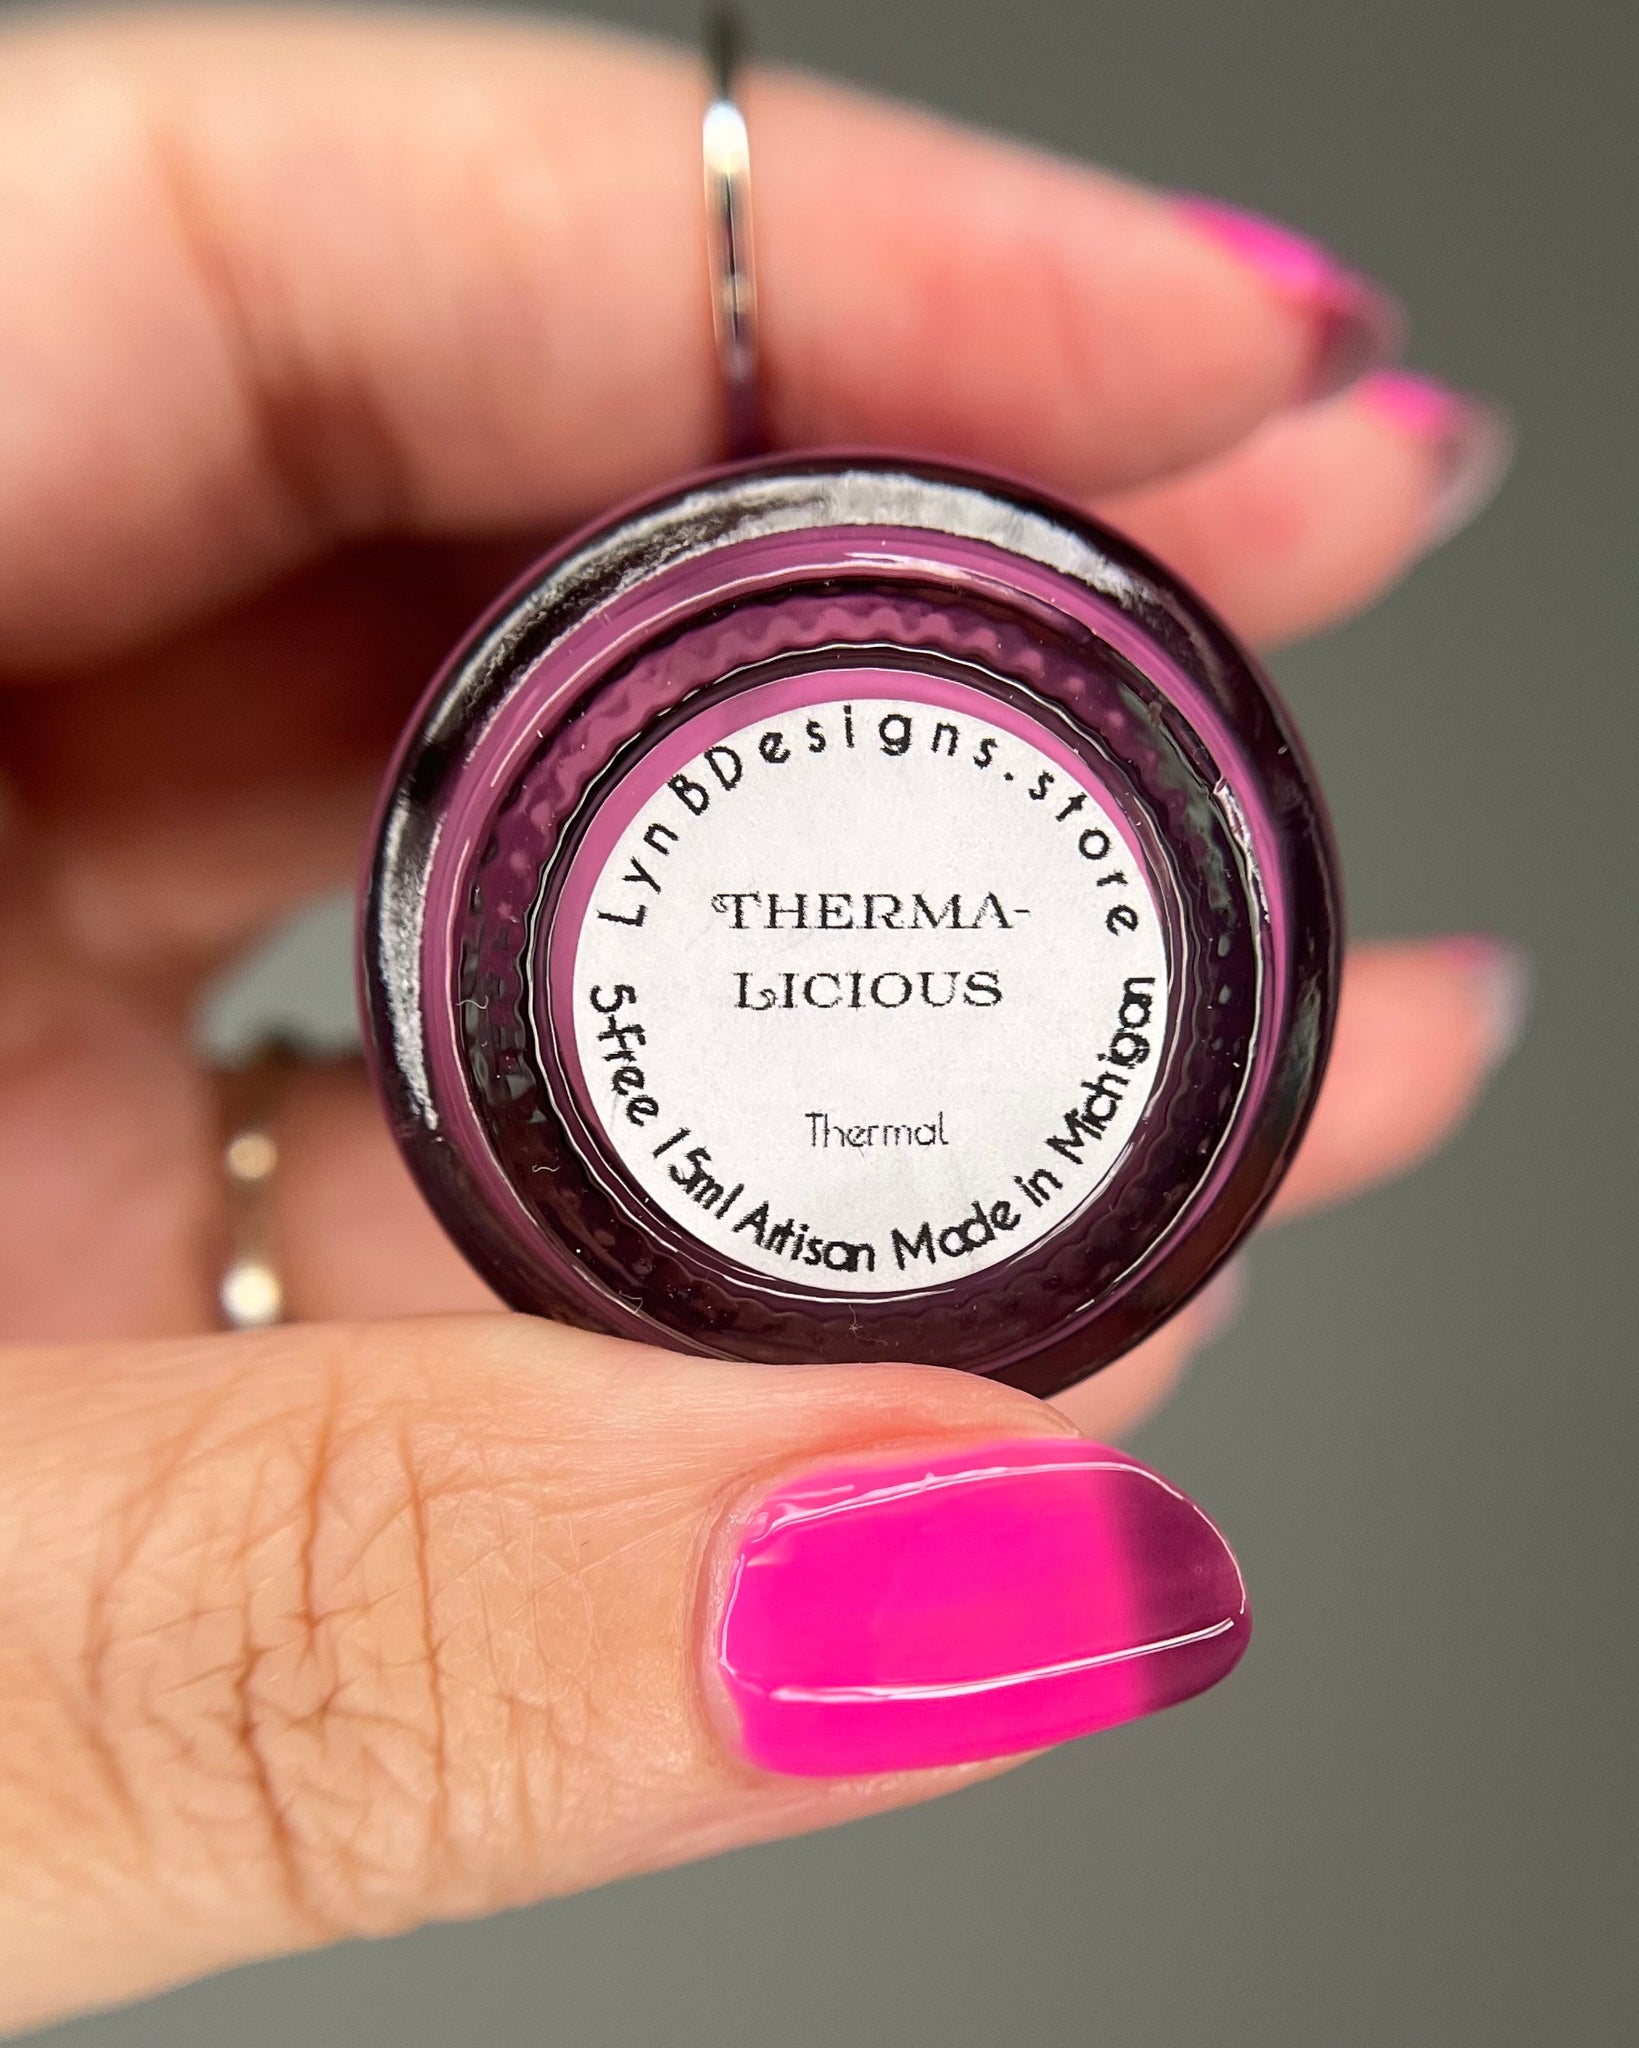 LynBDesigns.store
THERMA-
LICIOUS
Thermal
5-free 15ml Artisan Made in Michigan